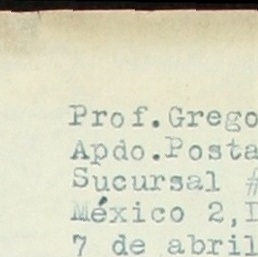 Prof.Grego
Apdo.Posta
Sucursal #
México 2,D
7 de abril